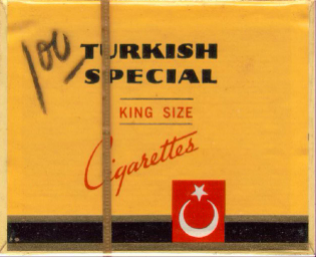 100
TURKISH
SPECIAL
KING SIZE
Cigarettes